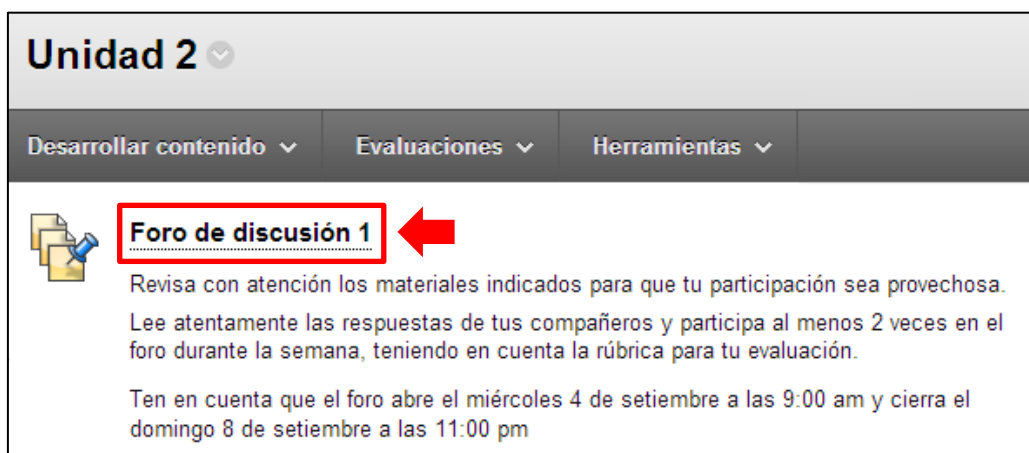 Unidad 2
Desarrollar contenido Evaluaciones Herramientas
Foro de discusión 1
Revisa con atención los materiales indicados para que tu participación sea provechosa.
Lee atentamente las respuestas de tus compañeros y participa al menos 2 veces en el
foro durante la semana, teniendo en cuenta la rúbrica para tu evaluación.
Ten en cuenta que el foro abre el miércoles 4 de setiembre a las 9:00 am y cierra el
domingo 8 de setiembre a las 11:00 pm